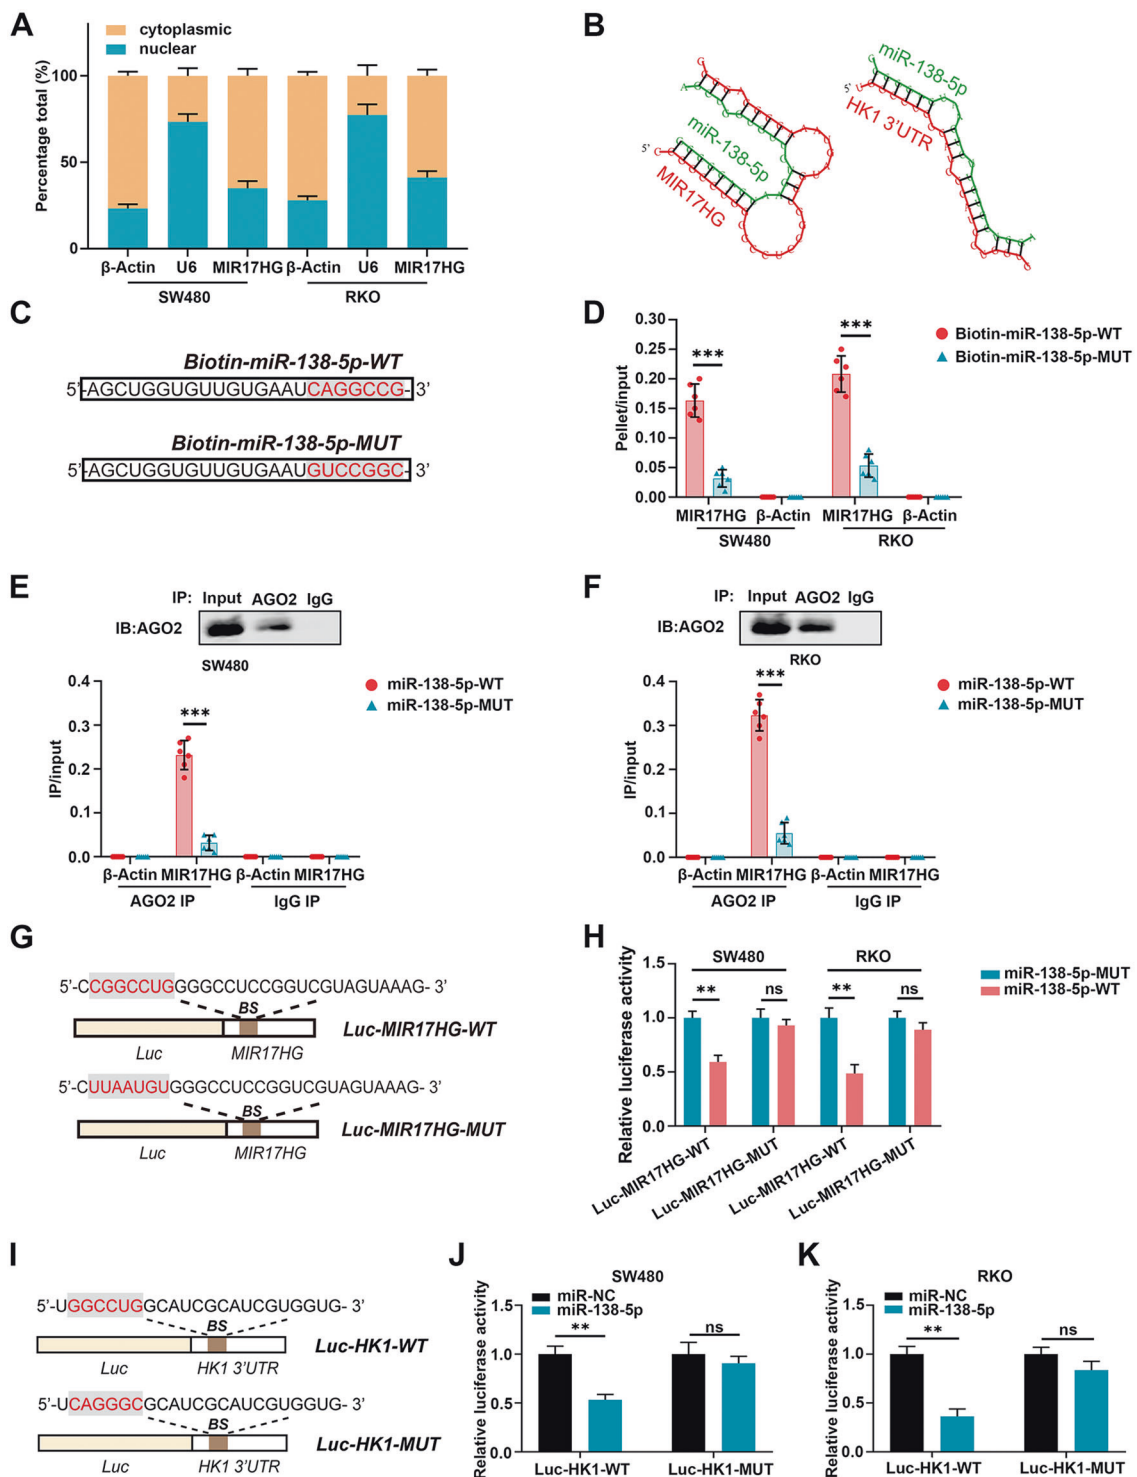 A
cytoplasmic
nuclear
Percentage total (%)
100
50
0
β-Actin U6 MIR17HG β-Actin U6 MIR17HG
SW480 RKO
B
miR-138-5p
MIR17HG
5'
miR-138-5p
HK1 3'UTR
5'
C
Biotin-miR-138-5p-WT
5'-AGCUGGUGUUGUGAAUCAGGCCG-3'
Biotin-miR-138-5p-MUT
5'-AGCUGGUGUUGUGAAUGUCCGGC-3'
D
Biotin-miR-138-5p-WT
Biotin-miR-138-5p-MUT
Pellet/input
0.30
0.25
0.20
0.15
0.10
0.05
0.00
*** ***
MIR17HG β-Actin MIR17HG β-Actin
SW480 RKO
E
IP: Input AGO2 IgG
IB:AGO2
SW480
miR-138-5p-WT
miR-138-5p-MUT
IP/input
0.4
0.3
0.2
0.1
0.0
***
β-Actin MIR17HG β-Actin MIR17HG
AGO2 IP IgG IP
F
IP: Input AGO2 IgG
IB:AGO2
RKO
miR-138-5p-WT
miR-138-5p-MUT
IP/input
0.4
0.3
0.2
0.1
0.0
***
β-Actin MIR17HG β-Actin MIR17HG
AGO2 IP IgG IP
G
5'-CCGGCCUGGGGCCUCCGGUCGUAGUAAAG- 3'
BS
Luc MIR17HG
Luc-MIR17HG-WT
5'-CUUAAUGUGGGCCUCCGGUCGUAGUAAAG- 3'
BS
Luc MIR17HG
Luc-MIR17HG-MUT
H
SW480 RKO
miR-138-5p-MUT
miR-138-5p-WT
Relative luciferase activity
1.5
1.0
0.5
0.0
** ns ** ns
Luc-MIR17HG-WT
Luc-MIR17HG-MUT
Luc-MIR17HG-WT
Luc-MIR17HG-MUT
I
5'-UGGCCUGGCAUCGCAUCGUGGUG- 3'
BS
Luc HK1 3'UTR
Luc-HK1-WT
5'-UCAGGGCGCAUCGCAUCGUGGUG- 3'
BS
Luc HK1 3'UTR
Luc-HK1-MUT
J
SW480
miR-NC
miR-138-5p
Relative luciferase activity
1.5
1.0
0.5
0.0
** ns
Luc-HK1-WT Luc-HK1-MUT
K
RKO
miR-NC
miR-138-5p
Relative luciferase activity
1.5
1.0
0.5
0.0
** ns
Luc-HK1-WT Luc-HK1-MUT